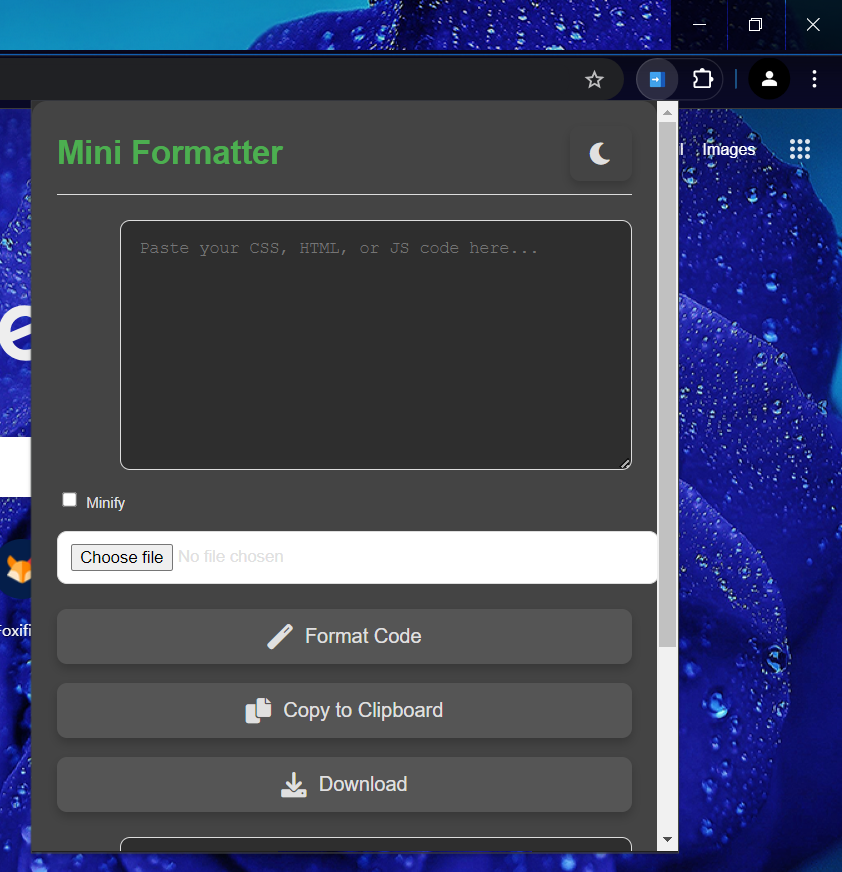 Mini Formatter
Images
Paste your CSS, HTML, or JS code here...
Minify
Choose file No file chosen
Format Code
Copy to Clipboard
Download